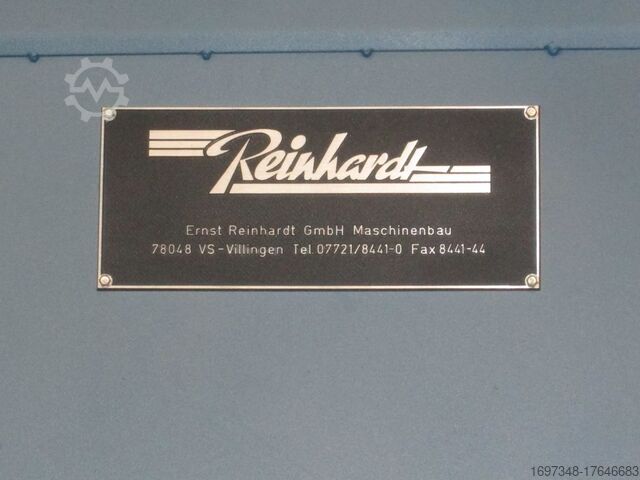 Reinhardt
Ernst Reinhardt GmbH Maschinenbau
78048 VS-Villingen Tel.07721/8441-0 Fax 8441-44
1697348-17646683